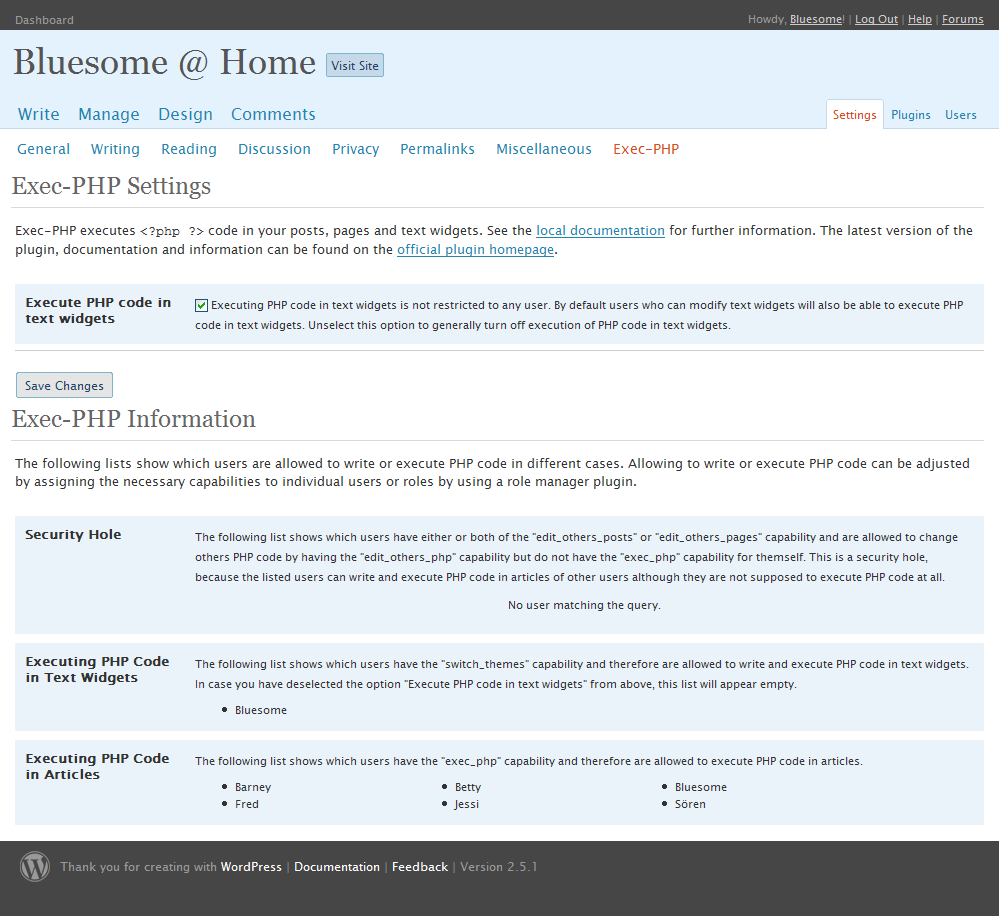 Dashboard
Howdy, Bluesome! | Log Out | Help | Forums
Bluesome @ Home
Visit Site
Write Manage Design Comments
Settings Plugins Users
General Writing Reading Discussion Privacy Permalinks Miscellaneous Exec-PHP
Exec-PHP Settings
Exec-PHP executes <?php ?> code in your posts, pages and text widgets. See the local documentation for further information. The latest version of the
plugin, documentation and information can be found on the official plugin homepage.
Execute PHP code in
text widgets
Executing PHP code in text widgets is not restricted to any user. By default users who can modify text widgets will also be able to execute PHP
code in text widgets. Unselect this option to generally turn off execution of PHP code in text widgets.
Save Changes
Exec-PHP Information
The following lists show which users are allowed to write or execute PHP code in different cases. Allowing to write or execute PHP code can be adjusted
by assigning the necessary capabilities to individual users or roles by using a role manager plugin.
Security Hole
The following list shows which users have either or both of the "edit_others_posts" or "edit_others_pages" capability and are allowed to change
others PHP code by having the "edit_others_php" capability but do not have the "exec_php" capability for themself. This is a security hole,
because the listed users can write and execute PHP code in articles of other users although they are not supposed to execute PHP code at all.
No user matching the query.
Executing PHP Code
in Text Widgets
The following list shows which users have the "switch_themes" capability and therefore are allowed to write and execute PHP code in text widgets.
In case you have deselected the option "Execute PHP code in text widgets" from above, this list will appear empty.
• Bluesome
Executing PHP Code
in Articles
The following list shows which users have the "exec_php" capability and therefore are allowed to execute PHP code in articles.
• Barney • Betty • Bluesome
• Fred • Jessi • Sören
Thank you for creating with WordPress | Documentation | Feedback | Version 2.5.1